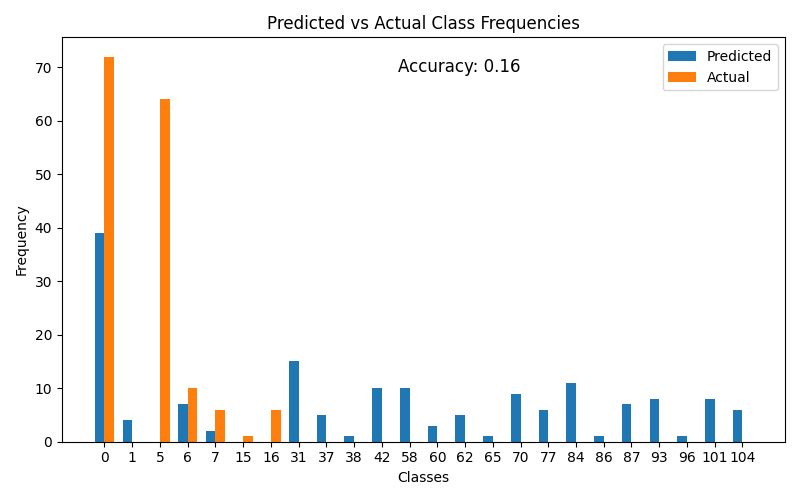 Predicted vs Actual Class Frequencies
Accuracy: 0.16
Predicted
Actual
Frequency
70
60
50
40
30
20
10
0
0 1 5 6 7 15 16 31 37 38 42 58 60 62 65 70 77 84 86 87 93 96 101 104
Classes